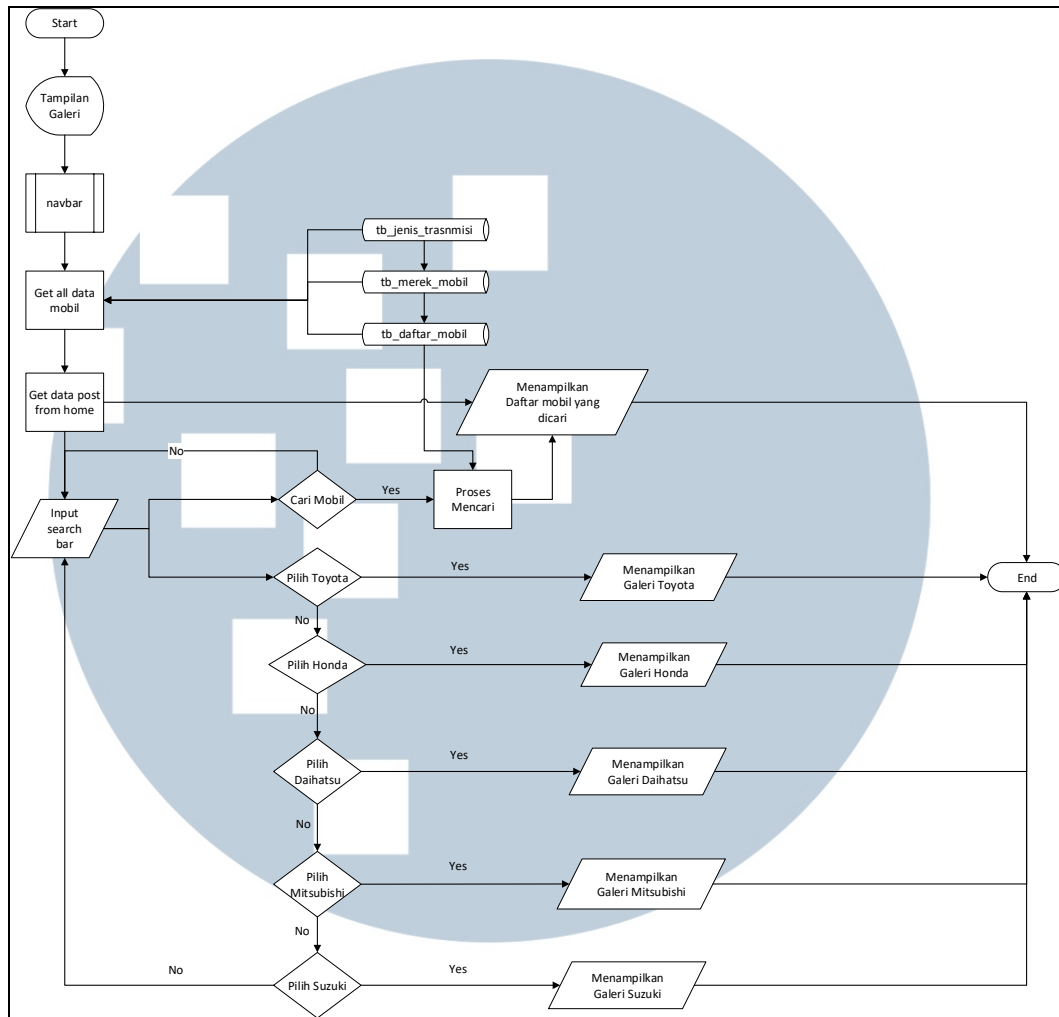 Start
Tampilan
Galeri
navbar
tb_jenis_trasnmisi
tb_merek_mobil
Get all data
mobil
tb_daftar_mobil
Get data post
from home
Menampilkan
Daftar mobil yang
dicari
No
Input
search
bar
Cari Mobil
Yes
Proses
Mencari
Pilih Toyota
Yes
Menampilkan
Galeri Toyota
End
No
Pilih Honda
Yes
Menampilkan
Galeri Honda
No
Pilih
Daihatsu
Yes
Menampilkan
Galeri Daihatsu
No
Pilih
Mitsubishi
Yes
Menampilkan
Galeri Mitsubishi
No
No
Pilih Suzuki
Yes
Menampilkan
Galeri Suzuki